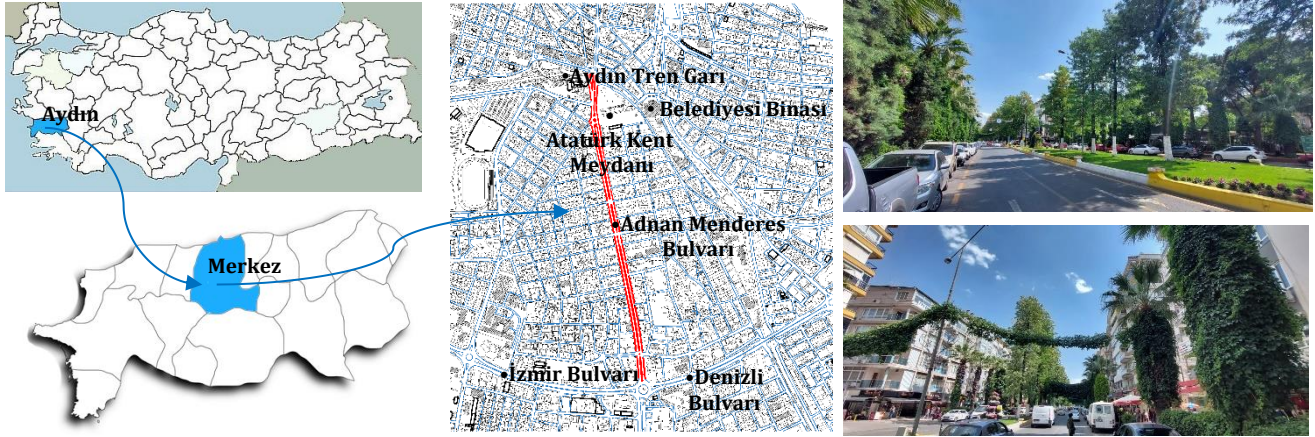 Aydın
Merkez
Aydın Tren Garı
Belediyesi Binası
Atatürk Kent
Meydanı
Adnan Menderes
Bulvarı
İzmir Bulvarı
Denizli
Bulvarı